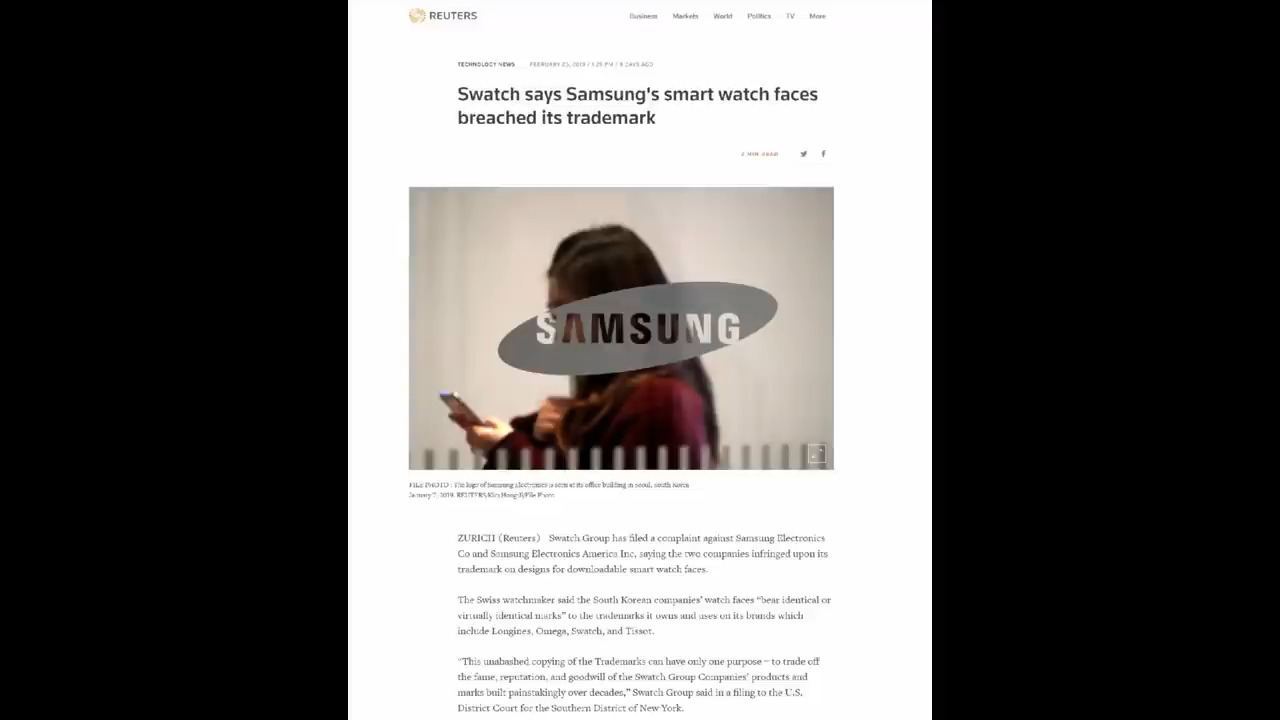 REUTERS
Business Markets World Politics TV More
TECHNOLOGY NEWS FEBRUARY 25, 2019 / 1:25 PM / DAYS AGO
Swatch says Samsung's smart watch faces
breached its trademark
2 MIN READ
SAMSUNG
FILE PHOTO : The logo of Samsung Electronics is seen at its office building in Seoul, South Korea
January 7, 2019. REUTERS/Kim Hong-Ji/File Photo
ZURICH (Reuters) Swatch Group has filed a complaint against Samsung Electronics
Co and Samsung Electronics America Inc, saying the two companies infringed upon its
trademark on designs for downloadable smart watch faces.
The Swiss watchmaker said the South Korean companies’ watch faces “bear identical or
virtually identical marks” to the trademarks it owns and uses on its brands which
include Longines, Omega, Swatch, and Tissot.
“This unabashed copying of the Trademarks can have only one purpose – to trade off
the fame, reputation, and goodwill of the Swatch Group Companies’ products and
marks built painstakingly over decades,” Swatch Group said in a filing to the U.S.
District Court for the Southern District of New York.